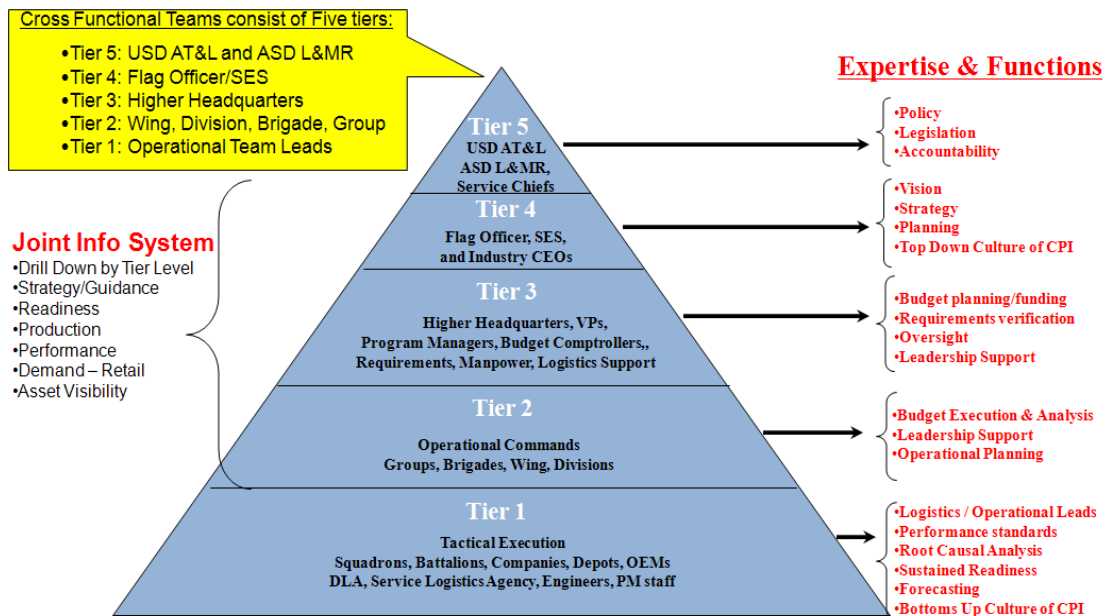 Cross Functional Teams consist of Five tiers:
•Tier 5: USD AT&L and ASD L&MR
•Tier 4: Flag Officer/SES
•Tier 3: Higher Headquarters
•Tier 2: Wing, Division, Brigade, Group
•Tier 1: Operational Team Leads
Joint Info System
•Drill Down by Tier Level
•Strategy/Guidance
•Readiness
•Production
•Performance
•Demand – Retail
•Asset Visibility
Tier 5
USD AT&L
ASD L&MR,
Service Chiefs
Tier 4
Flag Officer, SES,
and Industry CEOs
Tier 3
Higher Headquarters, VPs,
Program Managers, Budget Comptrollers,,
Requirements, Manpower, Logistics Support
Tier 2
Operational Commands
Groups, Brigades, Wing, Divisions
Tier 1
Tactical Execution
Squadrons, Battalions, Companies, Depots, OEMs
DLA, Service Logistics Agency, Engineers, PM staff
Expertise & Functions
•Policy
•Legislation
•Accountability
•Vision
•Strategy
•Planning
•Top Down Culture of CPI
•Budget planning/funding
•Requirements verification
•Oversight
•Leadership Support
•Budget Execution & Analysis
•Leadership Support
•Operational Planning
•Logistics / Operational Leads
•Performance standards
•Root Causal Analysis
•Sustained Readiness
•Forecasting
•Bottoms Up Culture of CPI